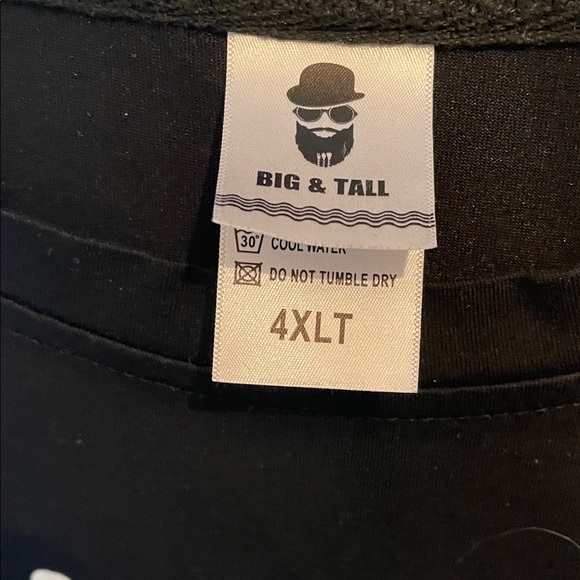 BIG & TALL
30°
COOL WATER
DO NOT TUMBLE DRY
4XLT